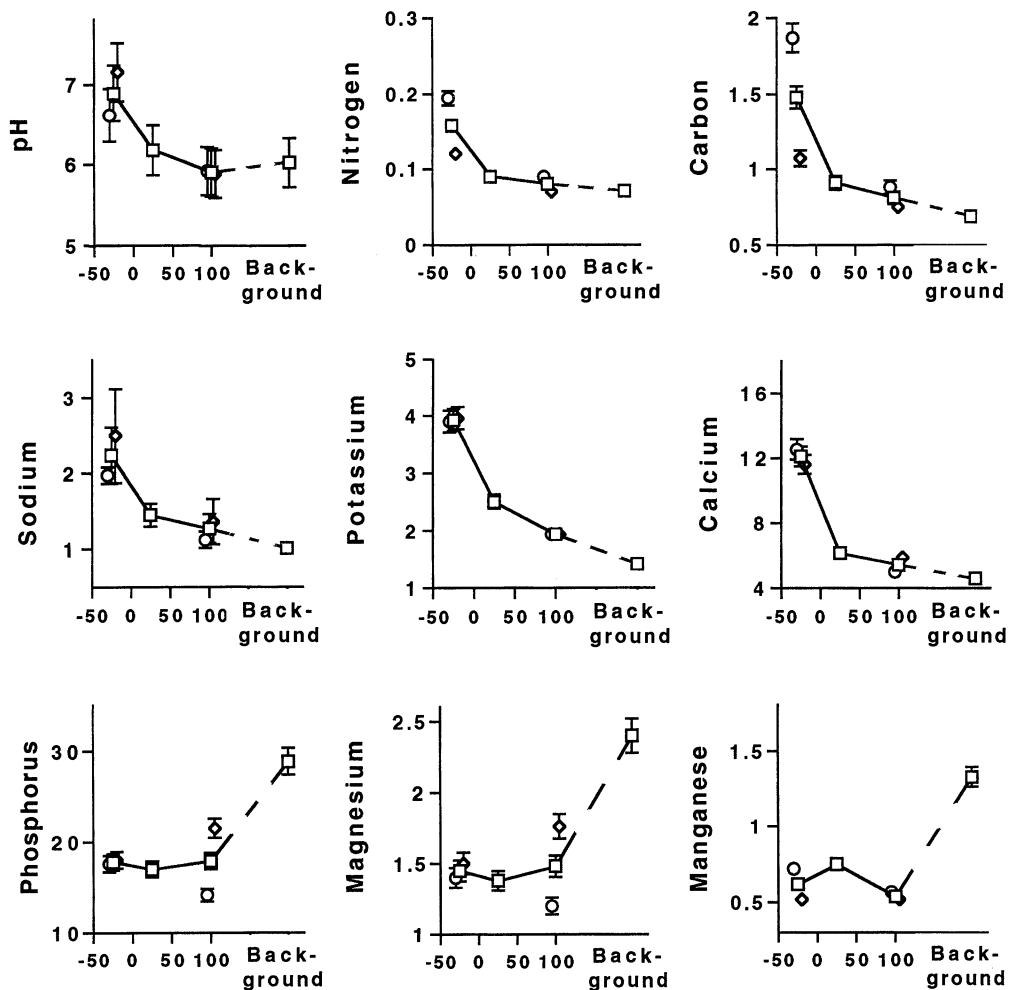 pH
7
6
5
-50 0 50 100 Back-
ground
Nitrogen
0.3
0.2
0.1
0
-50 0 50 100 Back-
ground
Carbon
2
1.5
1
0.5
-50 0 50 100 Back-
ground
Sodium
3
2
1
-50 0 50 100 Back-
ground
Potassium
5
4
3
2
1
-50 0 50 100 Back-
ground
Calcium
16
12
8
4
-50 0 50 100 Back-
ground
Phosphorus
30
20
10
-50 0 50 100 Back-
ground
Magnesium
2.5
2
1.5
1
-50 0 50 100 Back-
ground
Manganese
1.5
1
0.5
-50 0 50 100 Back-
ground